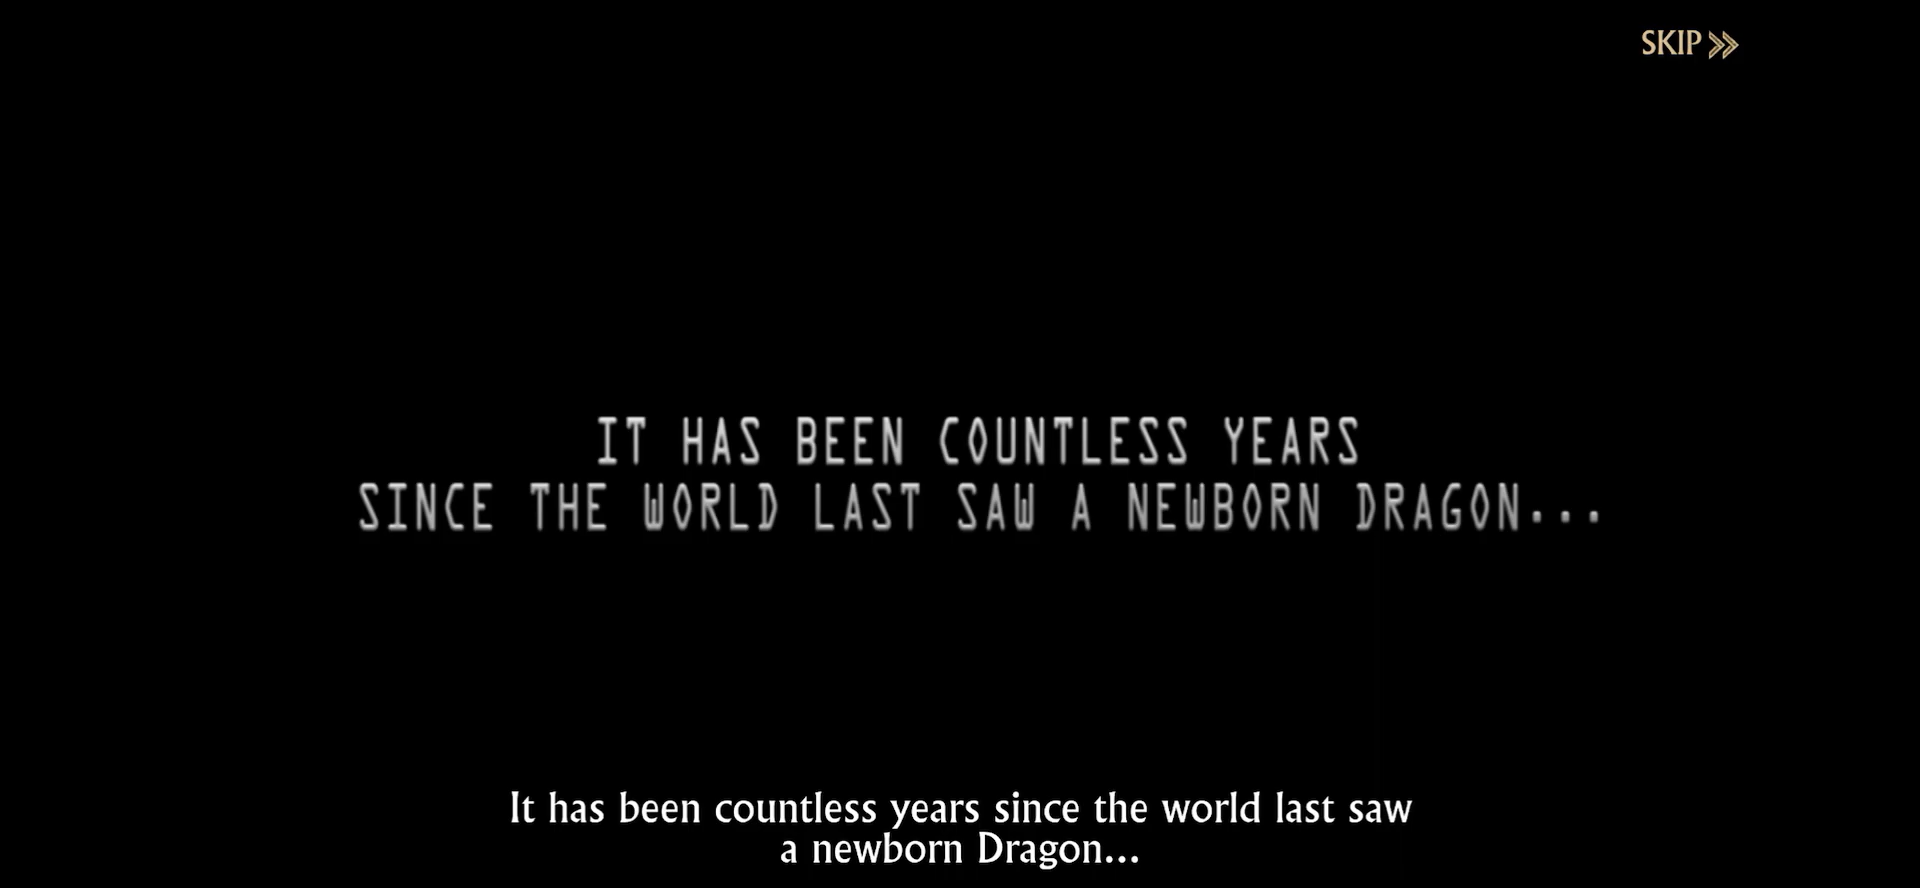 SKIP
IT HAS BEEN COUNTLESS YEARS
SINCE THE WORLD LAST SAW A NEWBORN DRAGON...
It has been countless years since the world last saw
a newborn Dragon...